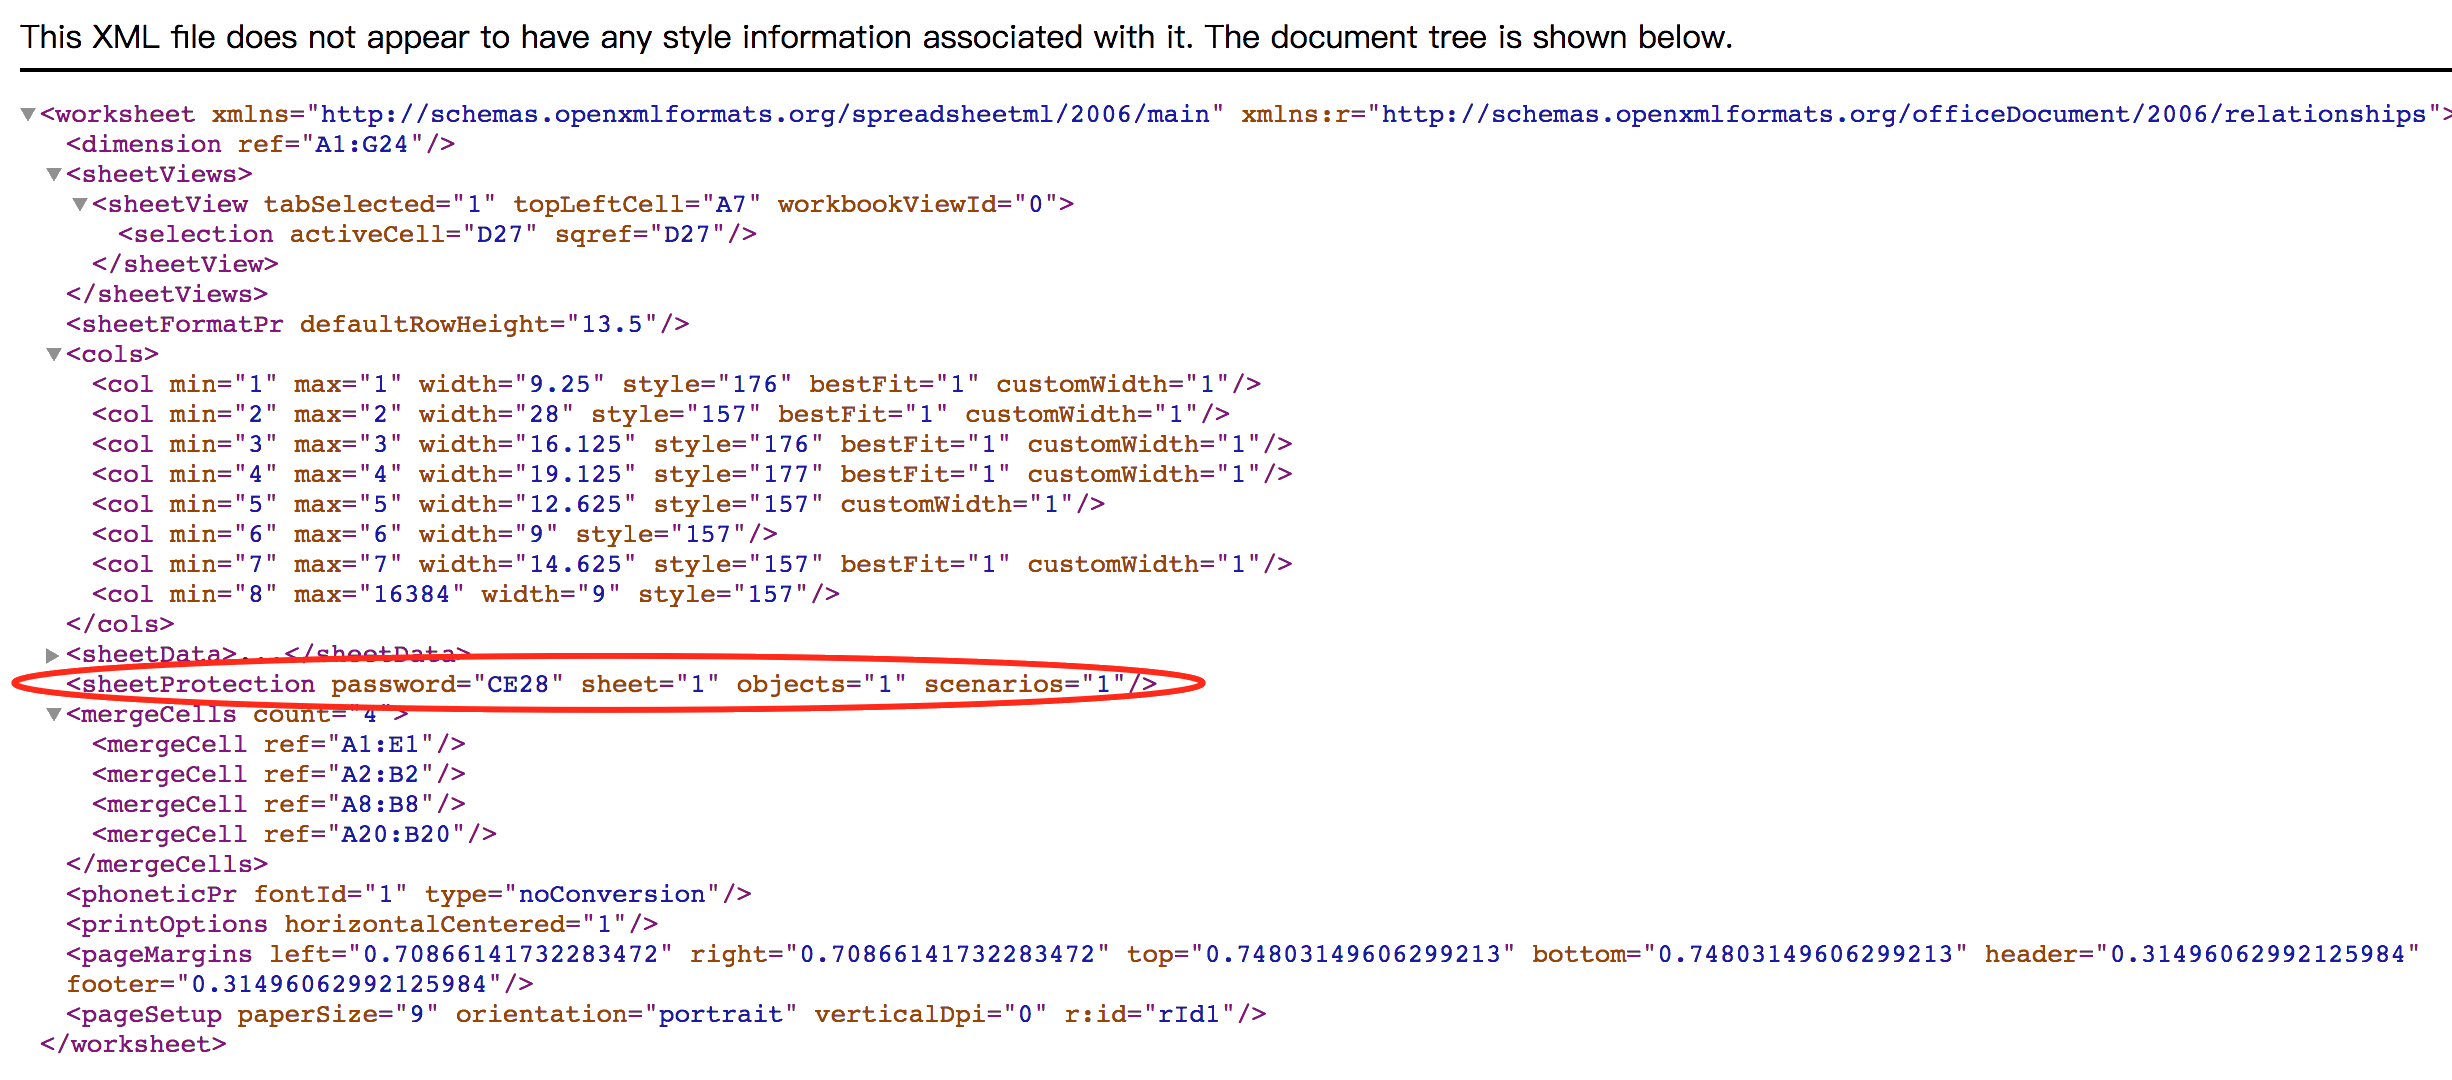 This XML file does not appear to have any style information associated with it. The document tree is shown below.
<worksheet xmlns="http://schemas.openxmlformats.org/spreadsheetml/2006/main" xmlns:r="http://schemas.openxmlformats.org/officeDocument/2006/relationships">
<dimension ref="A1:G24"/>
<sheetViews>
<sheetView tabSelected="1" topLeftCell="A7" workbookViewId="0">
<selection activeCell="D27" sqref="D27"/>
</sheetView>
</sheetViews>
<sheetFormatPr defaultRowHeight="13.5"/>
<cols>
<col min="1" max="1" width="9.25" style="176" bestFit="1" customWidth="1"/>
<col min="2" max="2" width="28" style="157" bestFit="1" customWidth="1"/>
<col min="3" max="3" width="16.125" style="176" bestFit="1" customWidth="1"/>
<col min="4" max="4" width="19.125" style="177" bestFit="1" customWidth="1"/>
<col min="5" max="5" width="12.625" style="157" customWidth="1"/>
<col min="6" max="6" width="9" style="157"/>
<col min="7" max="7" width="14.625" style="157" bestFit="1" customWidth="1"/>
<col min="8" max="16384" width="9" style="157"/>
</cols>
<sheetData>...</sheetData>
<sheetProtection password="CE28" sheet="1" objects="1" scenarios="1"/>
<mergeCells count="4">
<mergeCell ref="A1:E1"/>
<mergeCell ref="A2:B2"/>
<mergeCell ref="A8:B8"/>
<mergeCell ref="A20:B20"/>
</mergeCells>
<phoneticPr fontId="1" type="noConversion"/>
<printOptions horizontalCentered="1"/>
<pageMargins left="0.70866141732283472" right="0.70866141732283472" top="0.74803149606299213" bottom="0.74803149606299213" header="0.31496062992125984"
footer="0.31496062992125984"/>
<pageSetup paperSize="9" orientation="portrait" verticalDpi="0" r:id="rId1"/>
</worksheet>